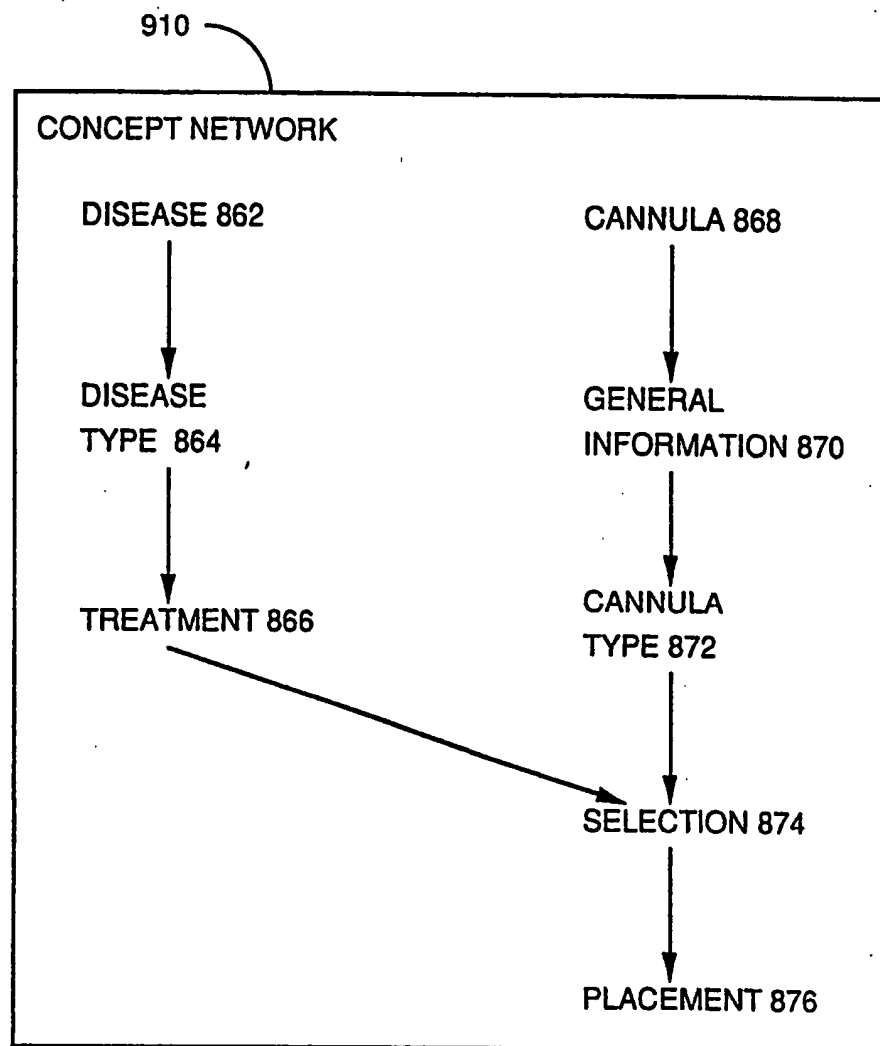 910
CONCEPT NETWORK
DISEASE 862
CANNULA 868
DISEASE
TYPE 864
GENERAL
INFORMATION 870
TREATMENT 866
CANNULA
TYPE 872
SELECTION 874
PLACEMENT 876